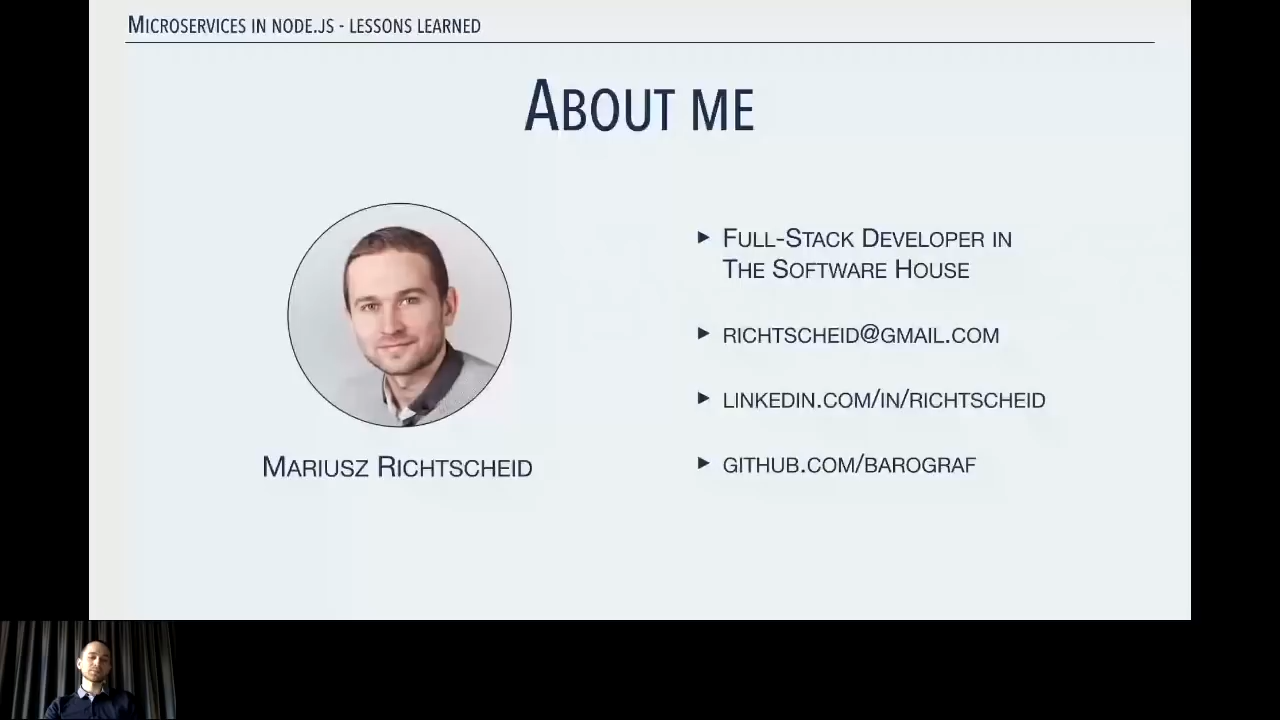 MICROSERVICES IN NODE.JS - LESSONS LEARNED
ABOUT ME
MARIUSZ RICHTSCHEID
FULL-STACK DEVELOPER IN
THE SOFTWARE HOUSE
RICHTSCHEID@GMAIL.COM
LINKEDIN.COM/IN/RICHTSCHEID
GITHUB.COM/BAROGRAF